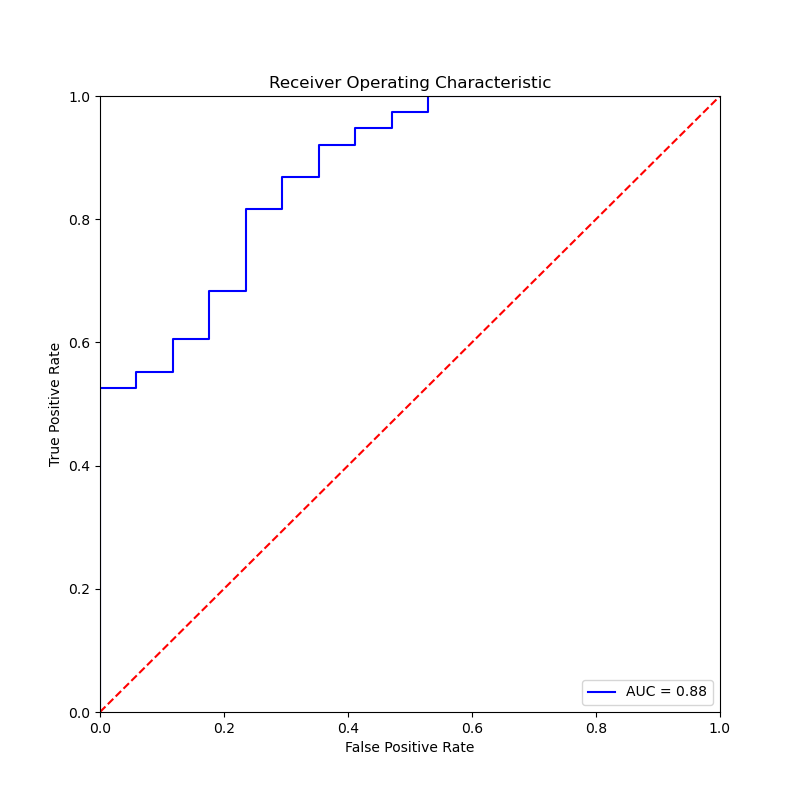 Receiver Operating Characteristic
1.0
0.8
0.6
0.4
0.2
0.0
True Positive Rate
AUC = 0.88
0.0 0.2 0.4 0.6 0.8 1.0
False Positive Rate